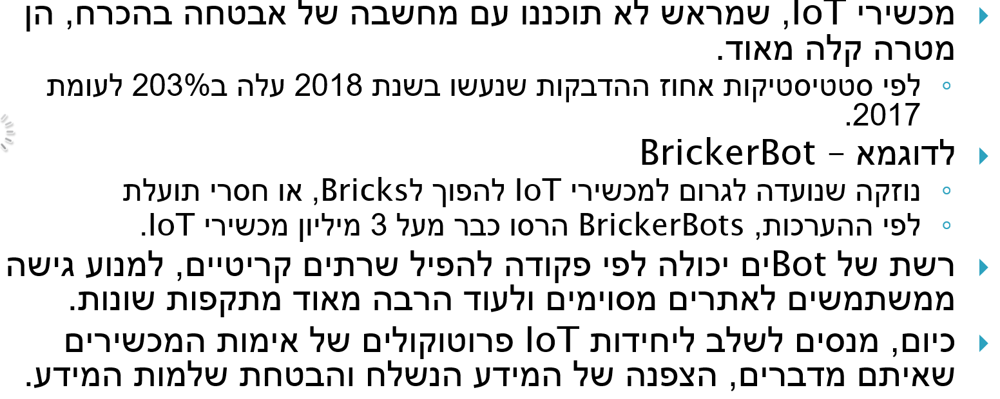 מכשירי IoT, שמראש לא תוכננו עם מחשבה של אבטחה בהכרח, הן
מטרה קלה מאוד.
לפי סטטיסטיקות אחוז ההדבקות שנעשו בשנת 2018 עלה ב203% לעומת
2017.
לדוגמא – BrickerBot
נוזקה שנועדה לגרום למכשירי IoT להפוך לBricks, או חסרי תועלת
לפי ההערכות, BrickerBots הרסו כבר מעל 3 מיליון מכשירי IoT.
רשת של Botים יכולה לפי פקודה להפיל שרתים קריטיים, למנוע גישה
ממשתמשים לאתרים מסוימים ולעוד הרבה מאוד מתקפות שונות.
כיום, מנסים לשלב ליחידות IoT פרוטוקולים של אימות המכשירים
שאיתם מדברים, הצפנה של המידע הנשלח והבטחת שלמות המידע.